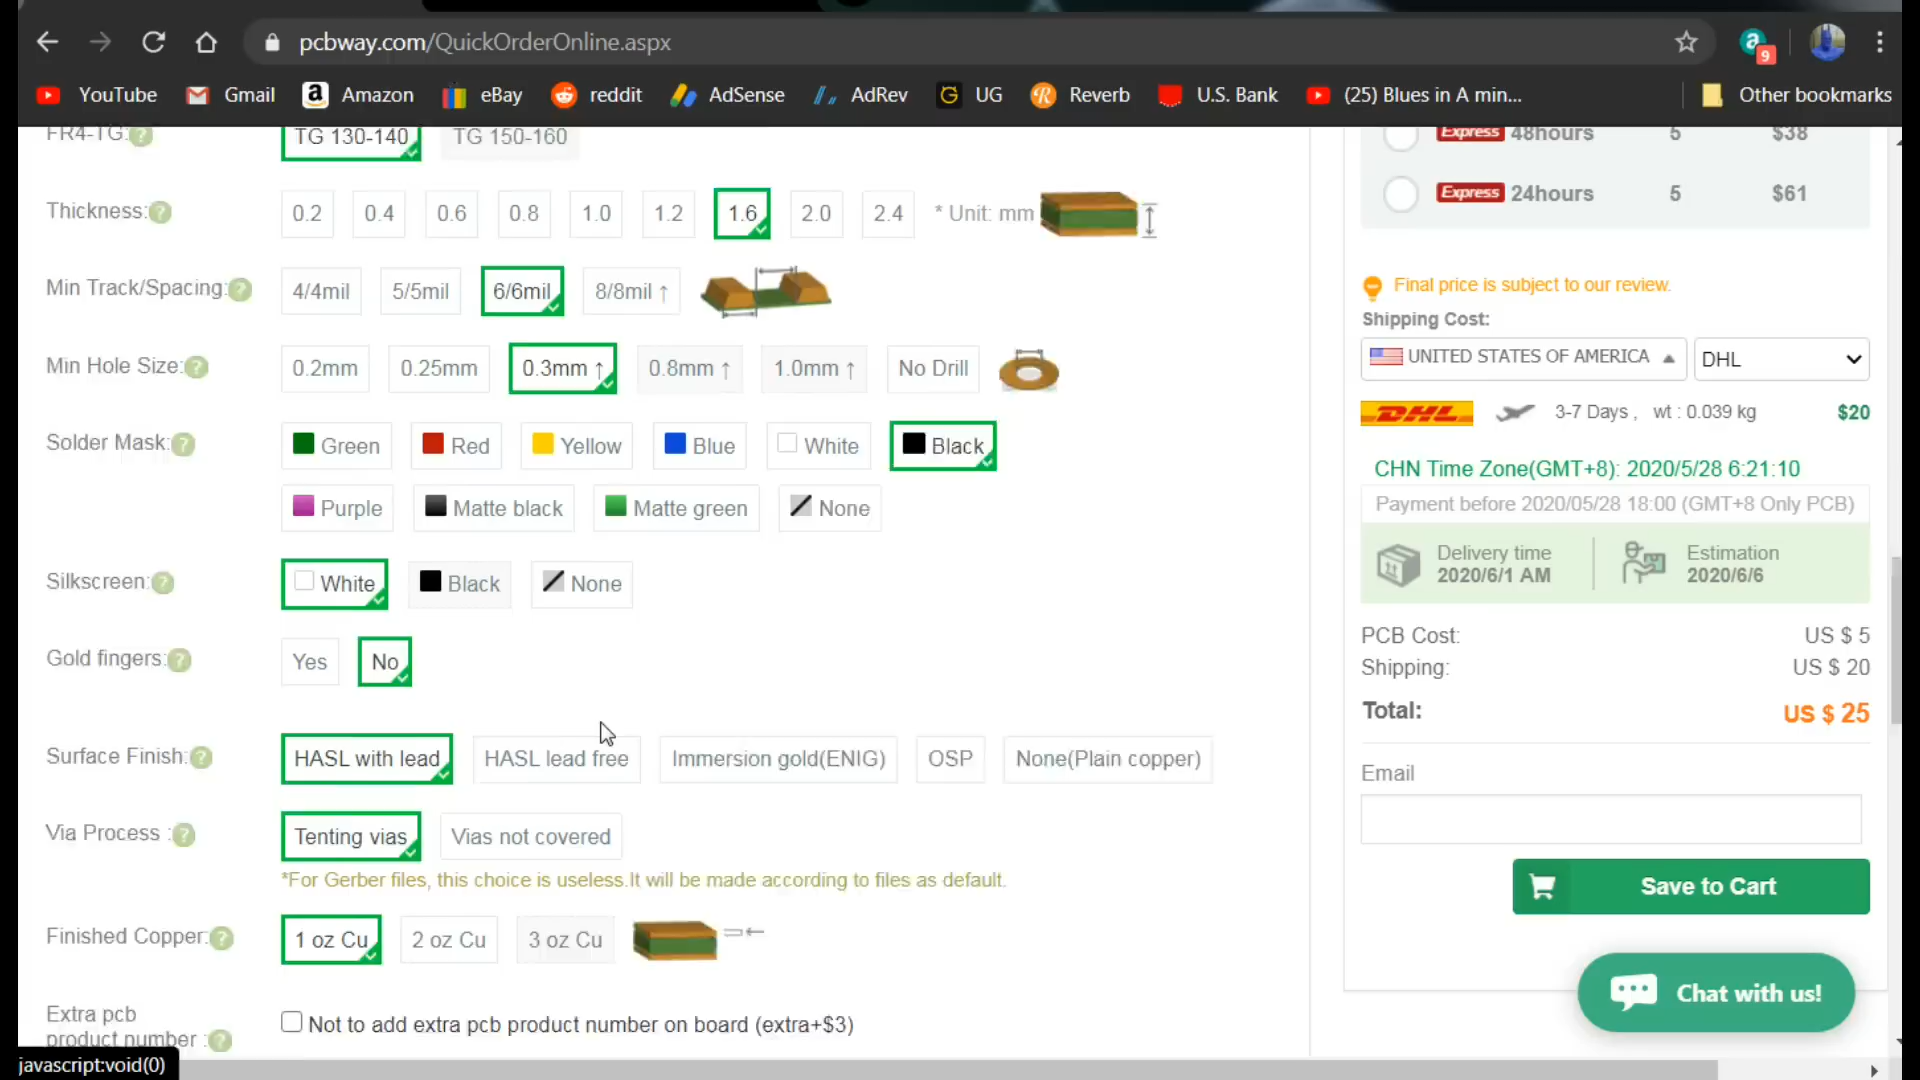 pcbway.com/QuickOrderOnline.aspx
a 9
YouTube Gmail Amazon eBay reddit AdSense AdRev UG Reverb U.S. Bank (25) Blues in A min... Other bookmarks
FR4-TG: ? TG 130-140 TG 150-160
Thickness: ? 0.2 0.4 0.6 0.8 1.0 1.2 1.6 2.0 2.4 * Unit: mm
Min Track/Spacing: ? 4/4mil 5/5mil 6/6mil 8/8mil ↑
Min Hole Size: ? 0.2mm 0.25mm 0.3mm ↑ 0.8mm ↑ 1.0mm ↑ No Drill
Solder Mask: ? Green Red Yellow Blue White Black
Purple Matte black Matte green None
Silkscreen: ? White Black None
Gold fingers: ? Yes No
Surface Finish: ? HASL with lead HASL lead free Immersion gold(ENIG) OSP None(Plain copper)
Via Process : ? Tenting vias Vias not covered
*For Gerber files, this choice is useless.It will be made according to files as default.
Finished Copper: ? 1 oz Cu 2 oz Cu 3 oz Cu
Extra pcb
product number : ? Not to add extra pcb product number on board (extra+$3)
javascript:void(0)
Express 48hours 5 $38
Express 24hours 5 $61
Final price is subject to our review.
Shipping Cost:
UNITED STATES OF AMERICA DHL
DHL 3-7 Days , wt : 0.039 kg $20
CHN Time Zone(GMT+8): 2020/5/28 6:21:10
Payment before 2020/05/28 18:00 (GMT+8 Only PCB)
Delivery time Estimation
2020/6/1 AM 2020/6/6
PCB Cost: US $ 5
Shipping: US $ 20
Total: US $ 25
Email
Save to Cart
Chat with us!